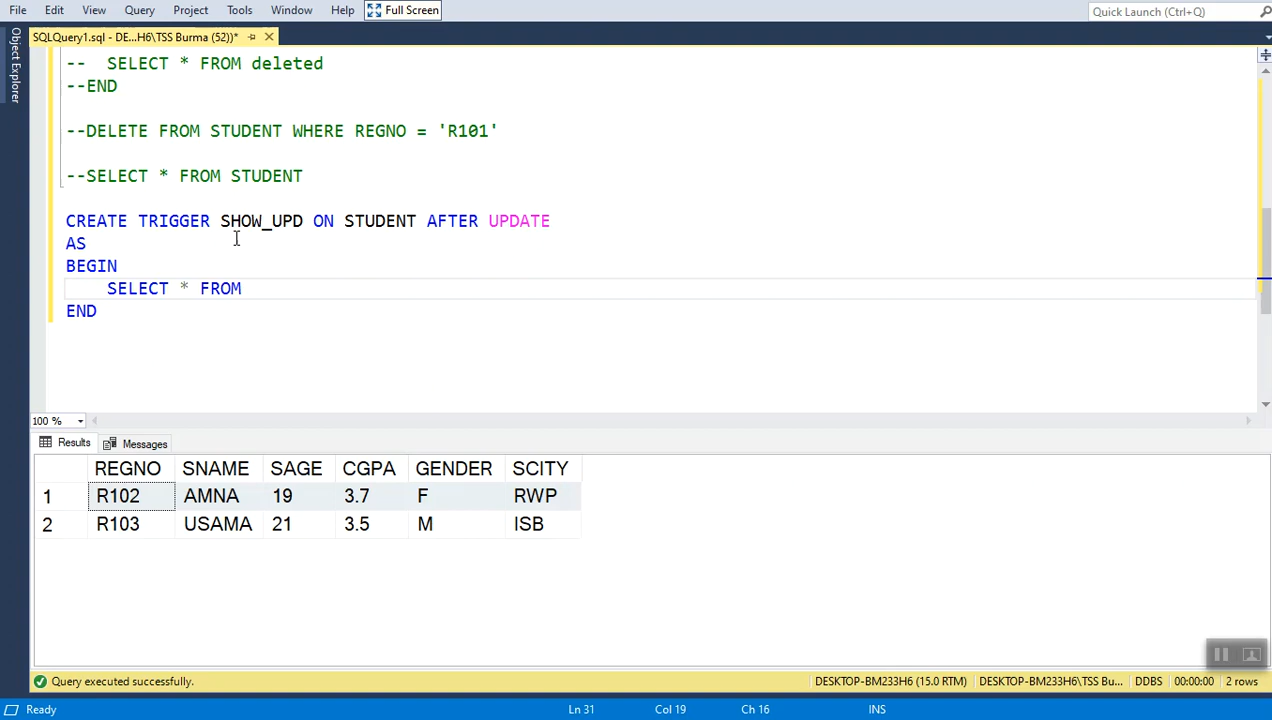 File Edit View Query Project Tools Window Help Full Screen Quick Launch (Ctrl+Q)
SQLQuery1.sql - DE...H6\TSS Burma (52))*
Object Explorer
--  SELECT * FROM deleted
--END
--DELETE FROM STUDENT WHERE REGNO = 'R101'
--SELECT * FROM STUDENT
CREATE TRIGGER SHOW_UPD ON STUDENT AFTER UPDATE
AS
BEGIN
    SELECT * FROM
END
100 %
Results Messages
REGNO SNAME SAGE CGPA GENDER SCITY
1 R102 AMNA 19 3.7 F RWP
2 R103 USAMA 21 3.5 M ISB
Query executed successfully. DESKTOP-BM233H6 (15.0 RTM) DESKTOP-BM233H6\TSS Bu... DDBS 00:00:00 2 rows
Ready Ln 31 Col 19 Ch 16 INS